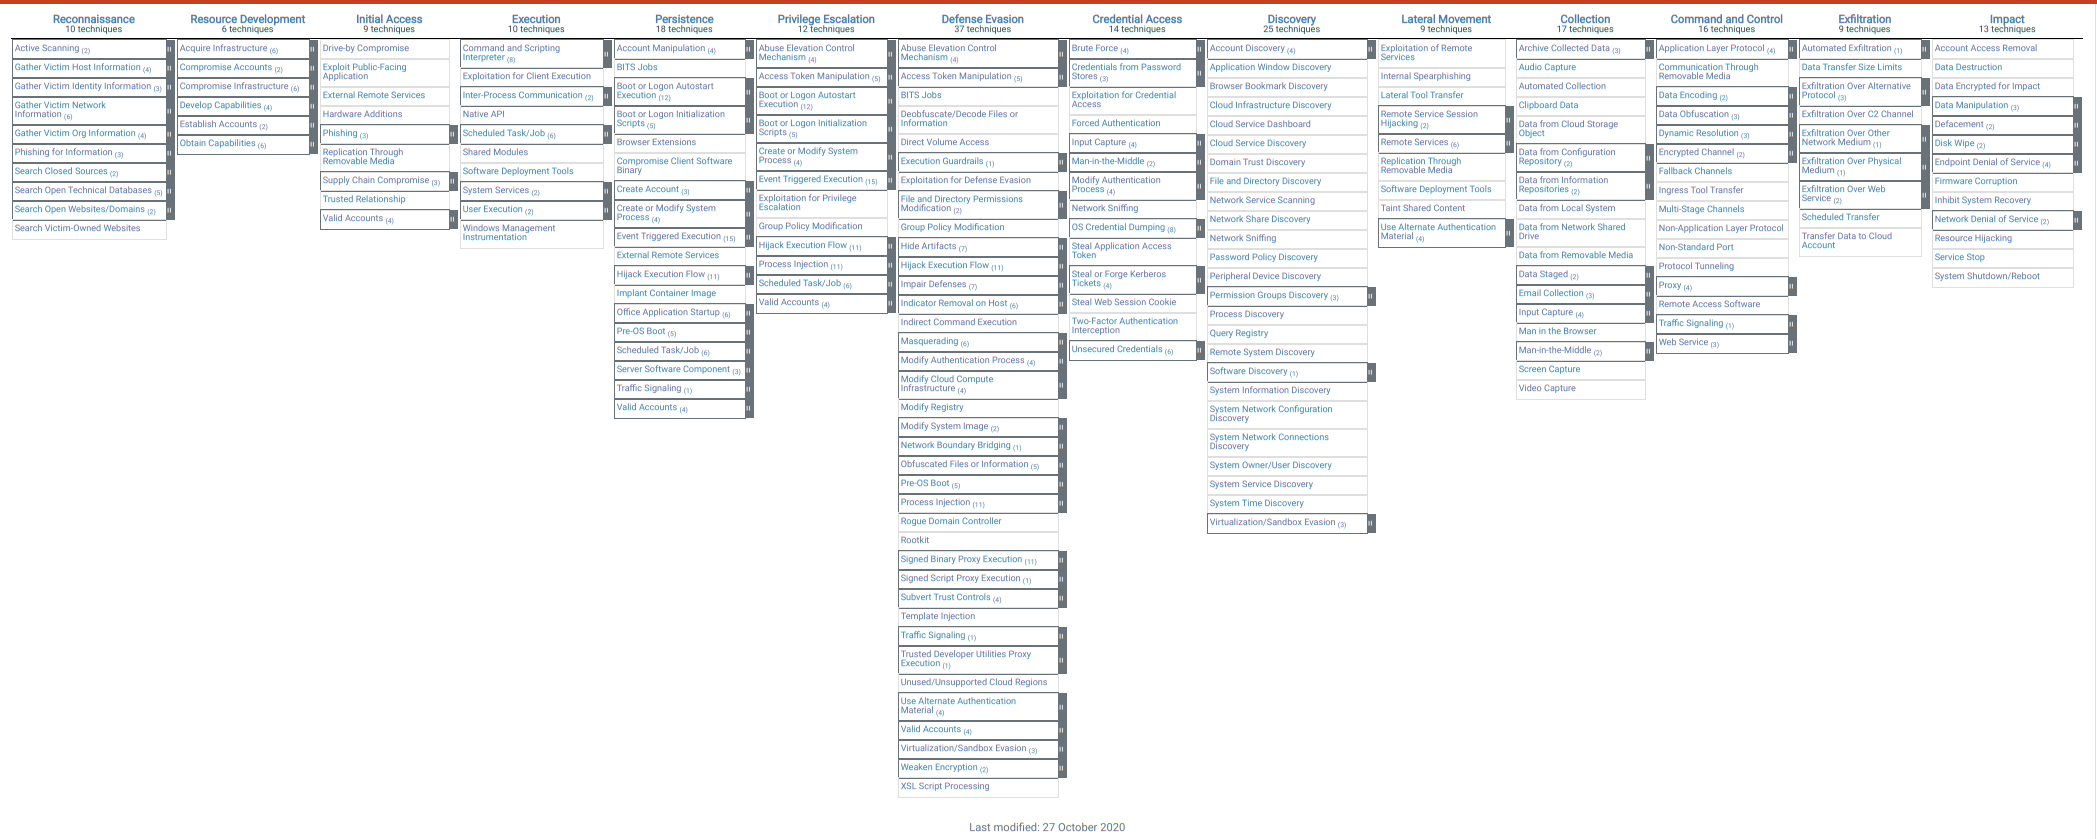 Reconnaissance
10 techniques
Active Scanning (2)
Gather Victim Host Information (4)
Gather Victim Identity Information (3)
Gather Victim Network
Information (6)
Gather Victim Org Information (4)
Phishing for Information (3)
Search Closed Sources (2)
Search Open Technical Databases (5)
Search Open Websites/Domains (2)
Search Victim-Owned Websites
Resource Development
6 techniques
Acquire Infrastructure (6)
Compromise Accounts (2)
Compromise Infrastructure (6)
Develop Capabilities (4)
Establish Accounts (2)
Obtain Capabilities (6)
Initial Access
9 techniques
Drive-by Compromise
Exploit Public-Facing
Application
External Remote Services
Hardware Additions
Phishing (3)
Replication Through
Removable Media
Supply Chain Compromise (3)
Trusted Relationship
Valid Accounts (4)
Execution
10 techniques
Command and Scripting
Interpreter (8)
Exploitation for Client Execution
Inter-Process Communication (2)
Native API
Scheduled Task/Job (6)
Shared Modules
Software Deployment Tools
System Services (2)
User Execution (2)
Windows Management
Instrumentation
Persistence
18 techniques
Account Manipulation (4)
BITS Jobs
Boot or Logon Autostart
Execution (12)
Boot or Logon Initialization
Scripts (5)
Browser Extensions
Compromise Client Software
Binary
Create Account (3)
Create or Modify System
Process (4)
Event Triggered Execution (15)
External Remote Services
Hijack Execution Flow (11)
Implant Container Image
Office Application Startup (6)
Pre-OS Boot (5)
Scheduled Task/Job (6)
Server Software Component (3)
Traffic Signaling (1)
Valid Accounts (4)
Privilege Escalation
12 techniques
Abuse Elevation Control
Mechanism (4)
Access Token Manipulation (5)
Boot or Logon Autostart
Execution (12)
Boot or Logon Initialization
Scripts (5)
Create or Modify System
Process (4)
Event Triggered Execution (15)
Exploitation for Privilege
Escalation
Group Policy Modification
Hijack Execution Flow (11)
Process Injection (11)
Scheduled Task/Job (6)
Valid Accounts (4)
Defense Evasion
37 techniques
Abuse Elevation Control
Mechanism (4)
Access Token Manipulation (5)
BITS Jobs
Deobfuscate/Decode Files or
Information
Direct Volume Access
Execution Guardrails (1)
Exploitation for Defense Evasion
File and Directory Permissions
Modification (2)
Group Policy Modification
Hide Artifacts (7)
Hijack Execution Flow (11)
Impair Defenses (7)
Indicator Removal on Host (6)
Indirect Command Execution
Masquerading (6)
Modify Authentication Process (4)
Modify Cloud Compute
Infrastructure (4)
Modify Registry
Modify System Image (2)
Network Boundary Bridging (1)
Obfuscated Files or Information (5)
Pre-OS Boot (5)
Process Injection (11)
Rogue Domain Controller
Rootkit
Signed Binary Proxy Execution (11)
Signed Script Proxy Execution (1)
Subvert Trust Controls (4)
Template Injection
Traffic Signaling (1)
Trusted Developer Utilities Proxy
Execution (1)
Unused/Unsupported Cloud Regions
Use Alternate Authentication
Material (4)
Valid Accounts (4)
Virtualization/Sandbox Evasion (3)
Weaken Encryption (2)
XSL Script Processing
Credential Access
14 techniques
Brute Force (4)
Credentials from Password
Stores (3)
Exploitation for Credential
Access
Forced Authentication
Input Capture (4)
Man-in-the-Middle (2)
Modify Authentication
Process (4)
Network Sniffing
OS Credential Dumping (8)
Steal Application Access
Token
Steal or Forge Kerberos
Tickets (4)
Steal Web Session Cookie
Two-Factor Authentication
Interception
Unsecured Credentials (6)
Discovery
25 techniques
Account Discovery (4)
Application Window Discovery
Browser Bookmark Discovery
Cloud Infrastructure Discovery
Cloud Service Dashboard
Cloud Service Discovery
Domain Trust Discovery
File and Directory Discovery
Network Service Scanning
Network Share Discovery
Network Sniffing
Password Policy Discovery
Peripheral Device Discovery
Permission Groups Discovery (3)
Process Discovery
Query Registry
Remote System Discovery
Software Discovery (1)
System Information Discovery
System Network Configuration
Discovery
System Network Connections
Discovery
System Owner/User Discovery
System Service Discovery
System Time Discovery
Virtualization/Sandbox Evasion (3)
Lateral Movement
9 techniques
Exploitation of Remote
Services
Internal Spearphishing
Lateral Tool Transfer
Remote Service Session
Hijacking (2)
Remote Services (6)
Replication Through
Removable Media
Software Deployment Tools
Taint Shared Content
Use Alternate Authentication
Material (4)
Collection
17 techniques
Archive Collected Data (3)
Audio Capture
Automated Collection
Clipboard Data
Data from Cloud Storage
Object
Data from Configuration
Repository (2)
Data from Information
Repositories (2)
Data from Local System
Data from Network Shared
Drive
Data from Removable Media
Data Staged (2)
Email Collection (3)
Input Capture (4)
Man in the Browser
Man-in-the-Middle (2)
Screen Capture
Video Capture
Command and Control
16 techniques
Application Layer Protocol (4)
Communication Through
Removable Media
Data Encoding (2)
Data Obfuscation (3)
Dynamic Resolution (3)
Encrypted Channel (2)
Fallback Channels
Ingress Tool Transfer
Multi-Stage Channels
Non-Application Layer Protocol
Non-Standard Port
Protocol Tunneling
Proxy (4)
Remote Access Software
Traffic Signaling (1)
Web Service (3)
Exfiltration
9 techniques
Automated Exfiltration (1)
Data Transfer Size Limits
Exfiltration Over Alternative
Protocol (3)
Exfiltration Over C2 Channel
Exfiltration Over Other
Network Medium (1)
Exfiltration Over Physical
Medium (1)
Exfiltration Over Web
Service (2)
Scheduled Transfer
Transfer Data to Cloud
Account
Impact
13 techniques
Account Access Removal
Data Destruction
Data Encrypted for Impact
Data Manipulation (3)
Defacement (2)
Disk Wipe (2)
Endpoint Denial of Service (4)
Firmware Corruption
Inhibit System Recovery
Network Denial of Service (2)
Resource Hijacking
Service Stop
System Shutdown/Reboot
Last modified: 27 October 2020